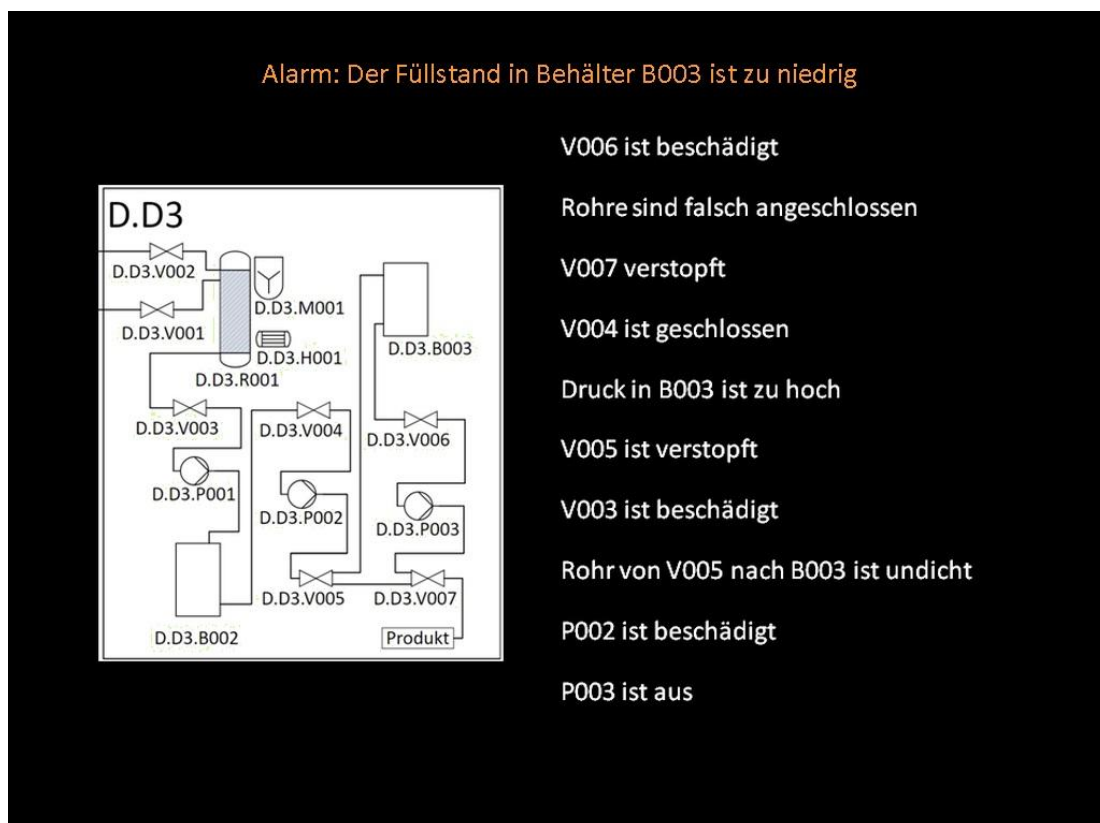 Alarm: Der Füllstand in Behälter B003 ist zu niedrig
D.D3
D.D3.V002
D.D3.M001
D.D3.V001
D.D3.H001
D.D3.R001
D.D3.B003
D.D3.V003
D.D3.V004
D.D3.V006
D.D3.P001
D.D3.P002
D.D3.P003
D.D3.V005
D.D3.V007
D.D3.B002
Produkt
V006 ist beschädigt
Rohre sind falsch angeschlossen
V007 verstopft
V004 ist geschlossen
Druck in B003 ist zu hoch
V005 ist verstopft
V003 ist beschädigt
Rohr von V005 nach B003 ist undicht
P002 ist beschädigt
P003 ist aus